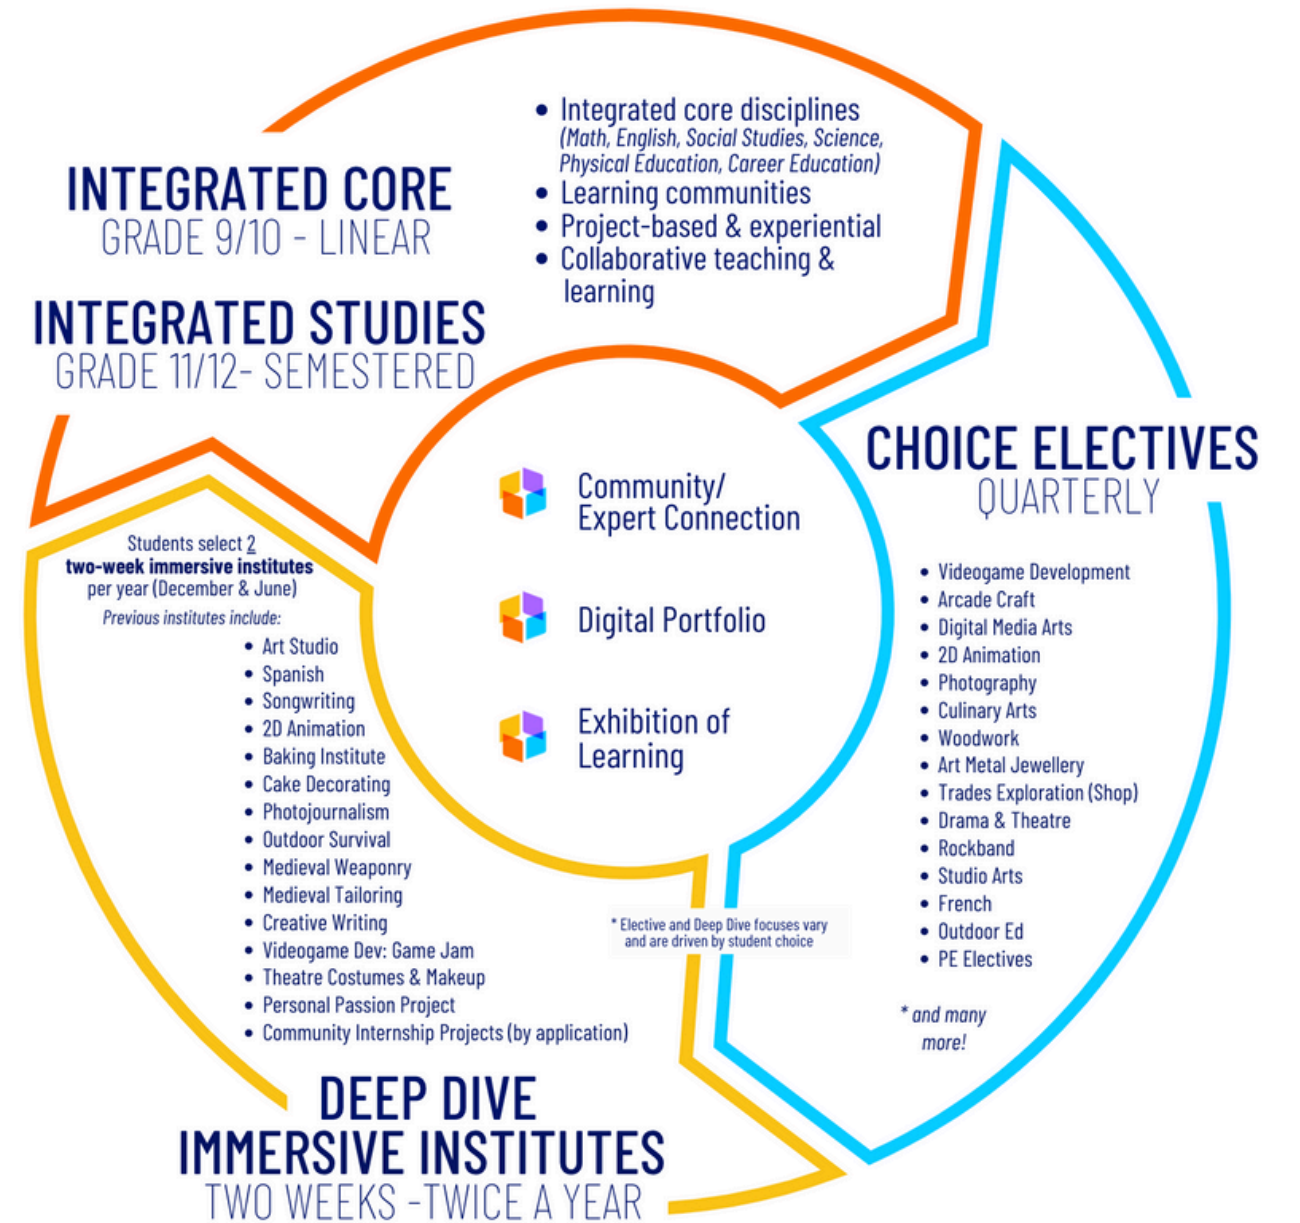 INTEGRATED CORE
GRADE 9/10 - LINEAR
INTEGRATED STUDIES
GRADE 11/12- SEMESTERED
• Integrated core disciplines
(Math, English, Social Studies, Science,
Physical Education, Career Education)
• Learning communities
• Project-based & experiential
• Collaborative teaching &
learning
CHOICE ELECTIVES
QUARTERLY
• Videogame Development
• Arcade Craft
• Digital Media Arts
• 2D Animation
• Photography
• Culinary Arts
• Woodwork
• Art Metal Jewellery
• Trades Exploration (Shop)
• Drama & Theatre
• Rockband
• Studio Arts
• French
• Outdoor Ed
• PE Electives
* and many
more!
Community/
Expert Connection
Digital Portfolio
Exhibition of
Learning
Students select 2
two-week immersive institutes
per year (December & June)
Previous institutes include:
• Art Studio
• Spanish
• Songwriting
• 2D Animation
• Baking Institute
• Cake Decorating
• Photojournalism
• Outdoor Survival
• Medieval Weaponry
• Medieval Tailoring
• Creative Writing
• Videogame Dev: Game Jam
• Theatre Costumes & Makeup
• Personal Passion Project
• Community Internship Projects (by application)
* Elective and Deep Dive focuses vary
and are driven by student choice
DEEP DIVE
IMMERSIVE INSTITUTES
TWO WEEKS -TWICE A YEAR